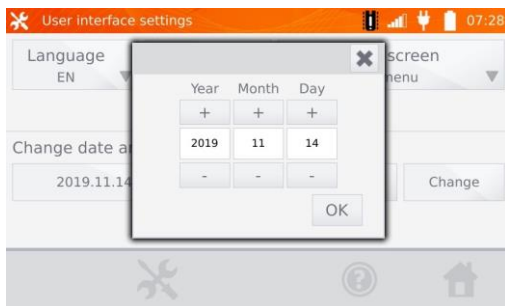 User interface settings
07:28
Language
screen
EN
menu
Year Month Day
+ + +
2019 11 14
- - -
OK
Change date a
2019.11.14
Change
?